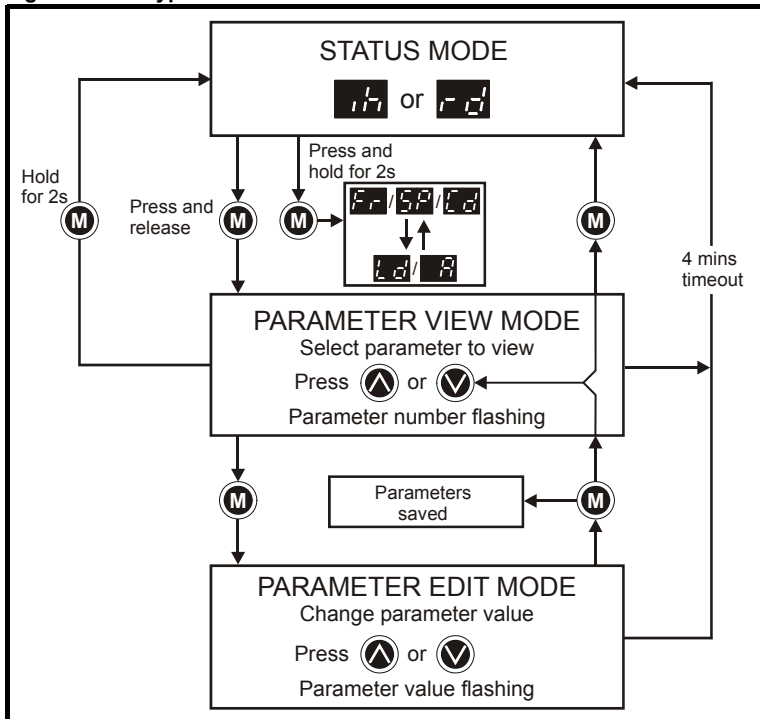 STATUS MODE
ih or rd
Press and
hold for 2s
Hold
for 2s
M
Press and
release
M
M
Fr / SP / Cd
Ld / A
M
4 mins
timeout
PARAMETER VIEW MODE
Select parameter to view
Press or
Parameter number flashing
M
Parameters
saved
M
PARAMETER EDIT MODE
Change parameter value
Press or
Parameter value flashing